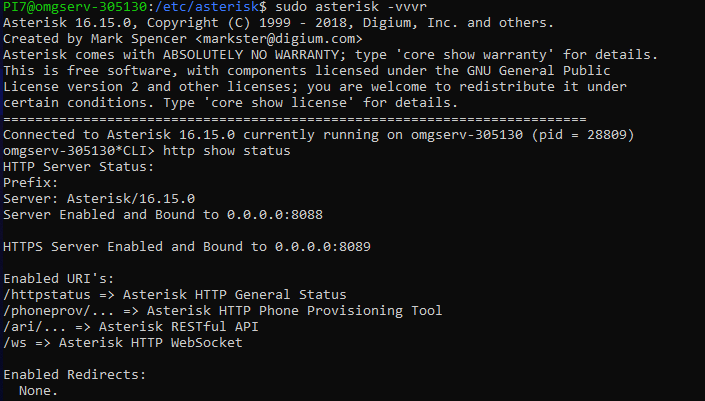 PI7@omgserv-305130:/etc/asterisk$ sudo asterisk -vvvr
Asterisk 16.15.0, Copyright (C) 1999 - 2018, Digium, Inc. and others.
Created by Mark Spencer <markster@digium.com>
Asterisk comes with ABSOLUTELY NO WARRANTY; type 'core show warranty' for details.
This is free software, with components licensed under the GNU General Public
License version 2 and other licenses; you are welcome to redistribute it under
certain conditions. Type 'core show license' for details.
=========================================================================
Connected to Asterisk 16.15.0 currently running on omgserv-305130 (pid = 28809)
omgserv-305130*CLI> http show status
HTTP Server Status:
Prefix:
Server: Asterisk/16.15.0
Server Enabled and Bound to 0.0.0.0:8088
HTTPS Server Enabled and Bound to 0.0.0.0:8089
Enabled URI's:
/httpstatus => Asterisk HTTP General Status
/phoneprov/... => Asterisk HTTP Phone Provisioning Tool
/ari/... => Asterisk RESTful API
/ws => Asterisk HTTP WebSocket
Enabled Redirects:
None.